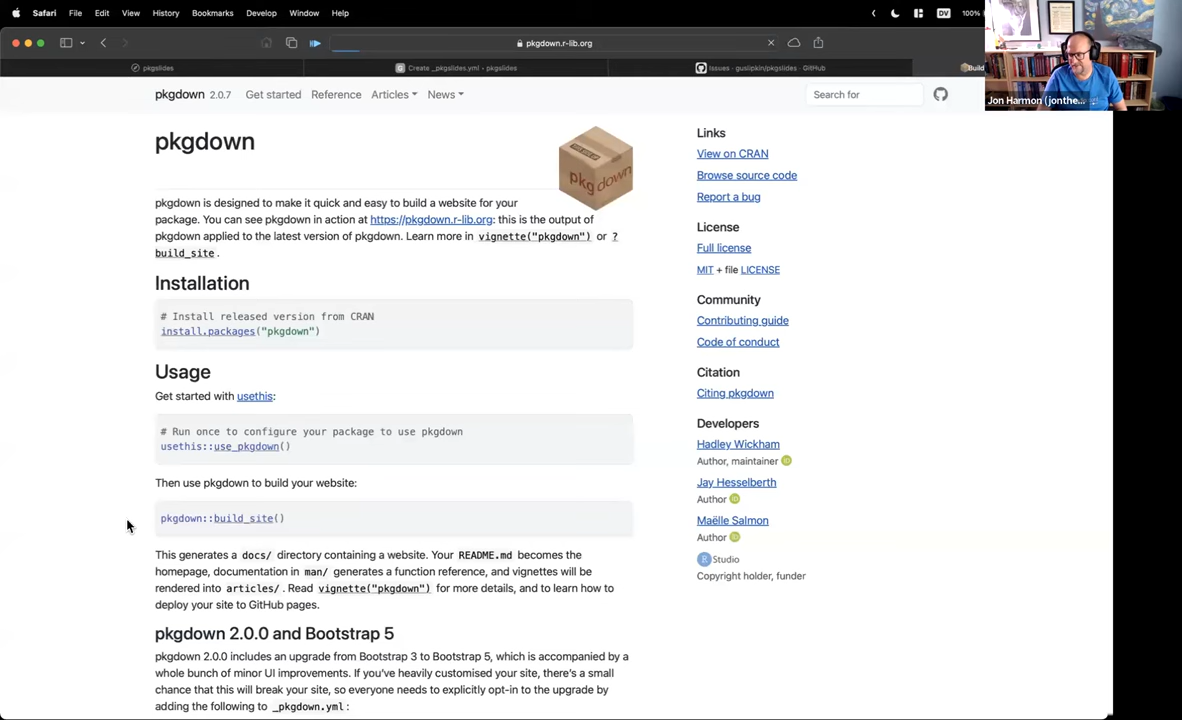 Safari File Edit View History Bookmarks Develop Window Help DV 100%
pkgdown.r-lib.org
pkgslides
Create _pkgslides.yml • pkgslides
Issues · guslipkin/pkgslides · GitHub
Build
Jon Harmon (jonthe...
pkgdown 2.0.7 Get started Reference Articles News Search for
pkgdown
pkgdown
pkgdown is designed to make it quick and easy to build a website for your
package. You can see pkgdown in action at https://pkgdown.r-lib.org: this is the output of
pkgdown applied to the latest version of pkgdown. Learn more in vignette("pkgdown") or ?
build_site.
Installation
# Install released version from CRAN
install.packages("pkgdown")
Usage
Get started with usethis:
# Run once to configure your package to use pkgdown
usethis::use_pkgdown()
Then use pkgdown to build your website:
pkgdown::build_site()
This generates a docs/ directory containing a website. Your README.md becomes the
homepage, documentation in man/ generates a function reference, and vignettes will be
rendered into articles/. Read vignette("pkgdown") for more details, and to learn how to
deploy your site to GitHub pages.
pkgdown 2.0.0 and Bootstrap 5
pkgdown 2.0.0 includes an upgrade from Bootstrap 3 to Bootstrap 5, which is accompanied by a
whole bunch of minor UI improvements. If you've heavily customised your site, there's a small
chance that this will break your site, so everyone needs to explicitly opt-in to the upgrade by
adding the following to _pkgdown.yml:
Links
View on CRAN
Browse source code
Report a bug
License
Full license
MIT + file LICENSE
Community
Contributing guide
Code of conduct
Citation
Citing pkgdown
Developers
Hadley Wickham
Author, maintainer iD
Jay Hesselberth
Author iD
Maëlle Salmon
Author iD
R Studio
Copyright holder, funder